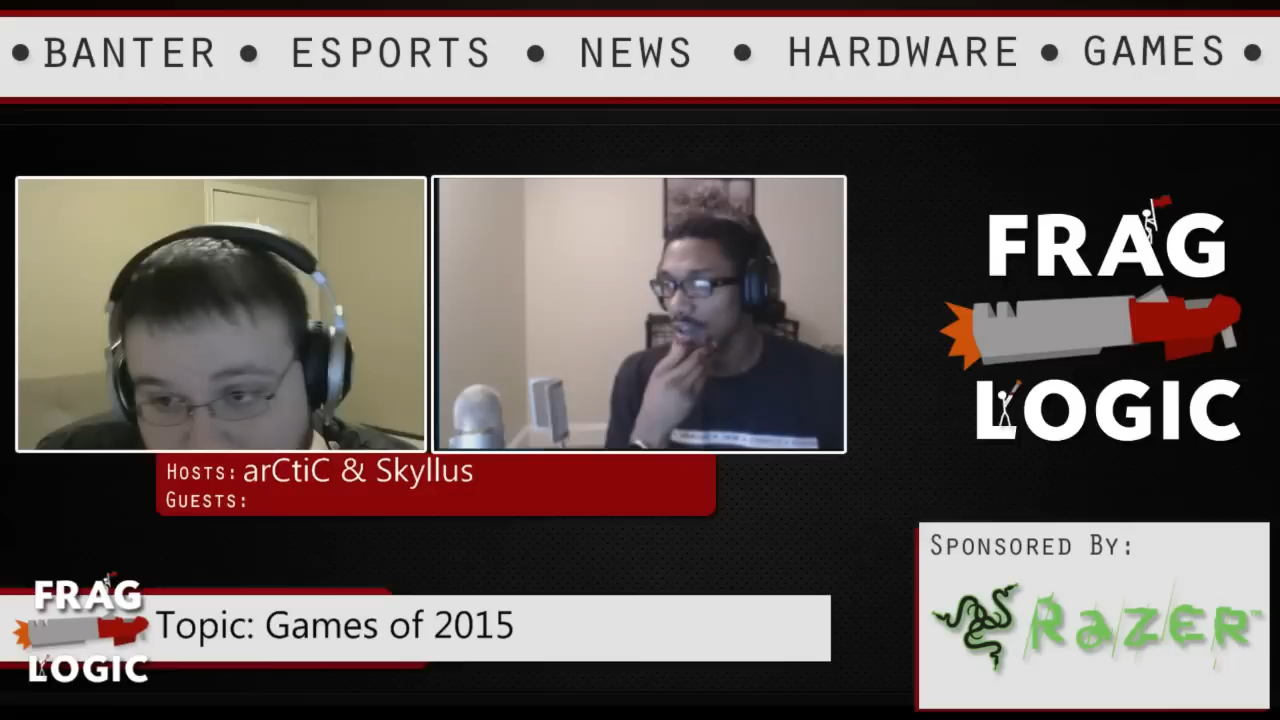 • BANTER • ESPORTS • NEWS • HARDWARE • GAMES •
FRAG
LOGIC
HOSTS: arCtiC & Skyllus
GUESTS:
SPONSORED BY:
RAZER™
FRAG
LOGIC
Topic: Games of 2015